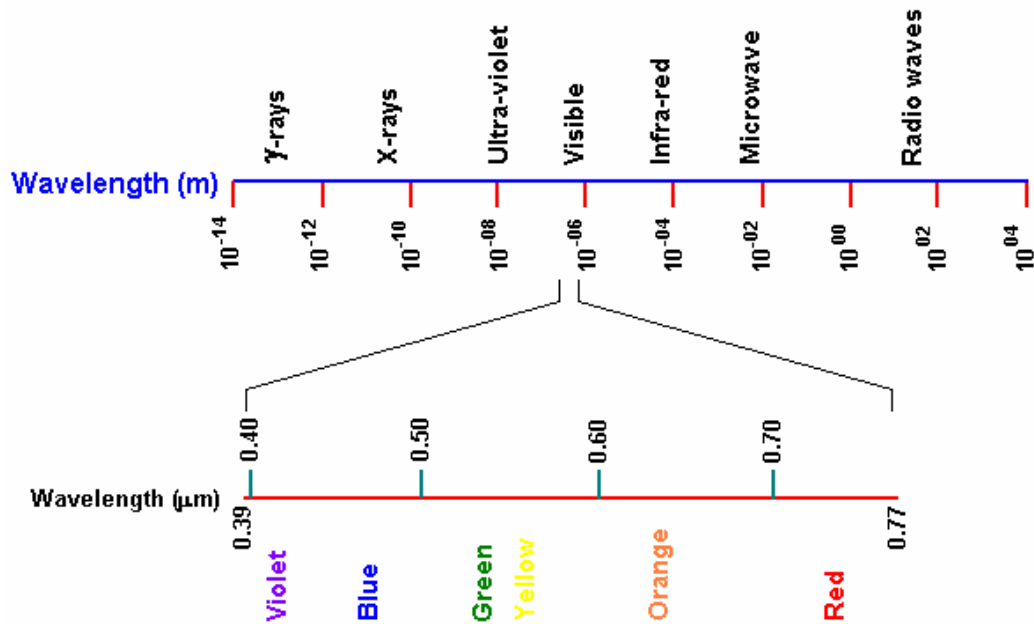 γ-rays
X-rays
Ultra-violet
Visible
Infra-red
Microwave
Radio waves
Wavelength (m)
10⁻¹⁴
10⁻¹²
10⁻¹⁰
10⁻⁰⁸
10⁻⁰⁶
10⁻⁰⁴
10⁻⁰²
10⁰⁰
10⁰²
10⁰⁴
0.40
0.50
0.60
0.70
Wavelength (μm)
0.39
0.77
Violet
Blue
Green
Yellow
Orange
Red